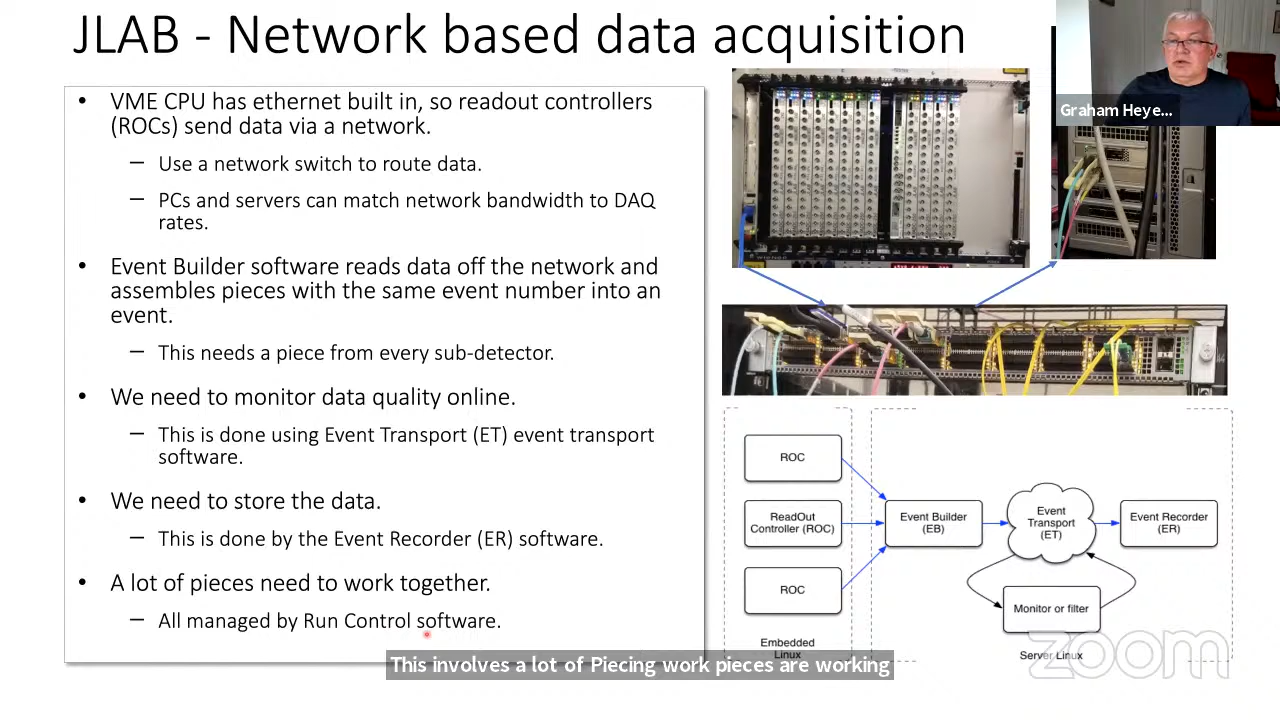 JLAB - Network based data acquisition
• VME CPU has ethernet built in, so readout controllers
(ROCs) send data via a network.
– Use a network switch to route data.
– PCs and servers can match network bandwidth to DAQ
rates.
• Event Builder software reads data off the network and
assembles pieces with the same event number into an
event.
– This needs a piece from every sub-detector.
• We need to monitor data quality online.
– This is done using Event Transport (ET) event transport
software.
• We need to store the data.
– This is done by the Event Recorder (ER) software.
• A lot of pieces need to work together.
– All managed by Run Control software.
Graham Heye...
ROC
ReadOut
Controller (ROC)
ROC
Embedded
Linux
Event Builder
(EB)
Event
Transport
(ET)
Event Recorder
(ER)
Monitor or filter
Server Linux
zoom
This involves a lot of Piecing work pieces are working